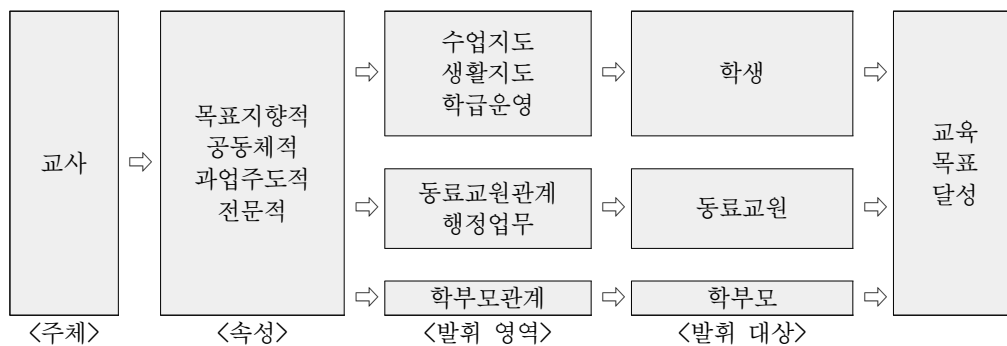 교사
목표지향적
공동체적
과업주도적
전문적
수업지도
생활지도
학급운영
학생
동료교원관계
행정업무
동료교원
학부모관계
학부모
교육
목표
달성
<주체>
<속성>
<발휘 영역>
<발휘 대상>